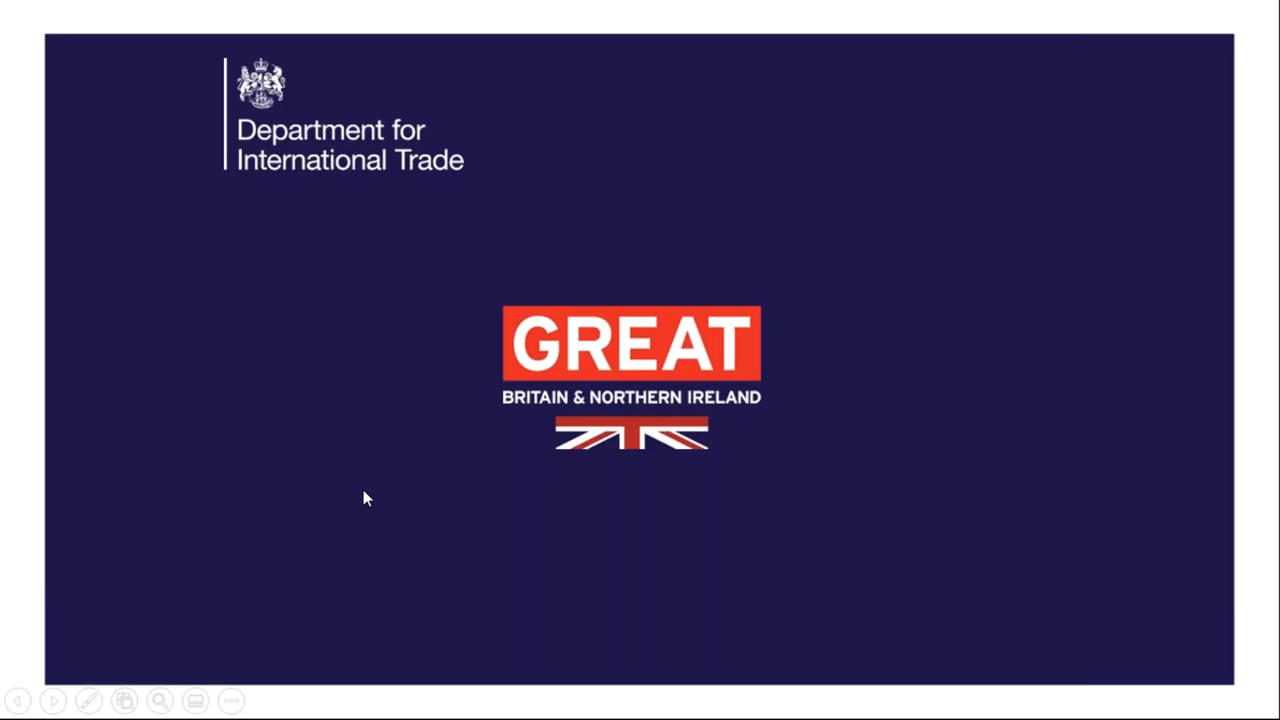 Department for
International Trade
GREAT
BRITAIN & NORTHERN IRELAND